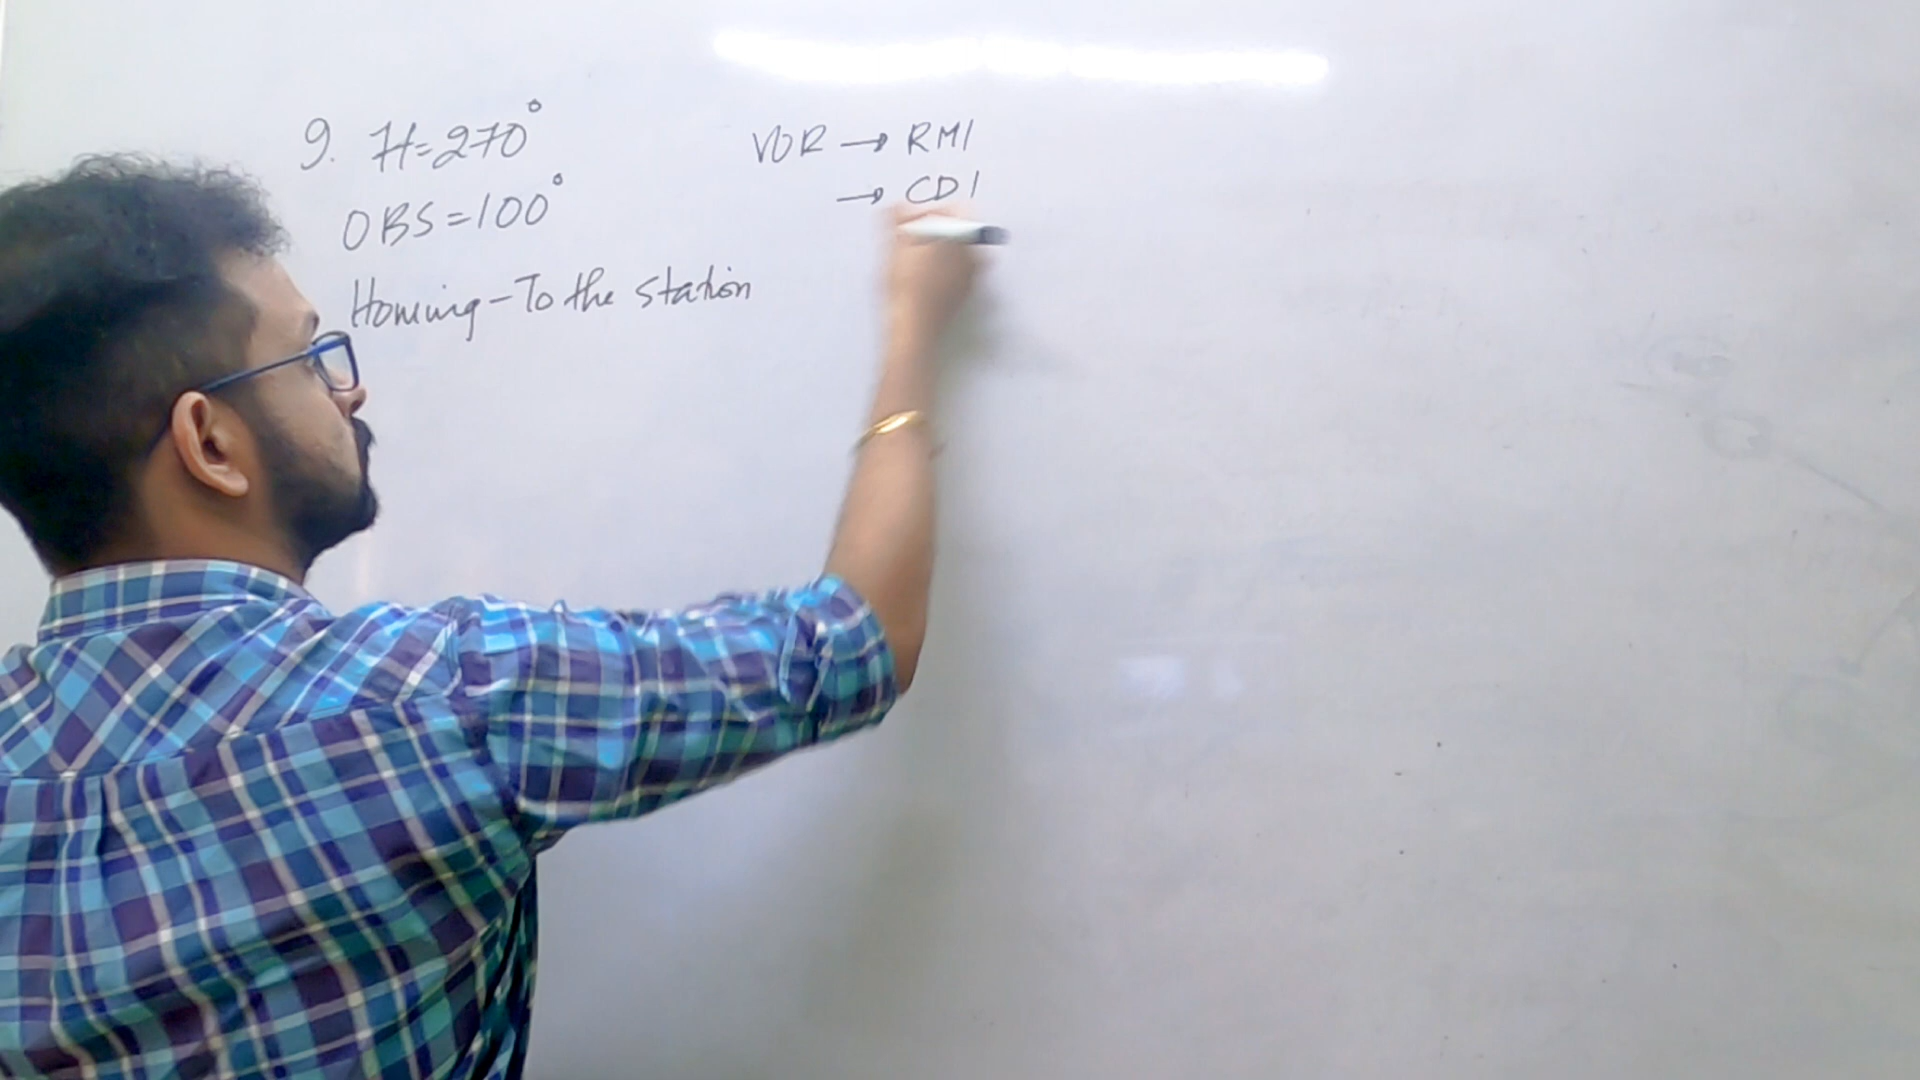 9. H=270°
OBS=100°
Homing-To the station
VOR → RMI
→ CDI